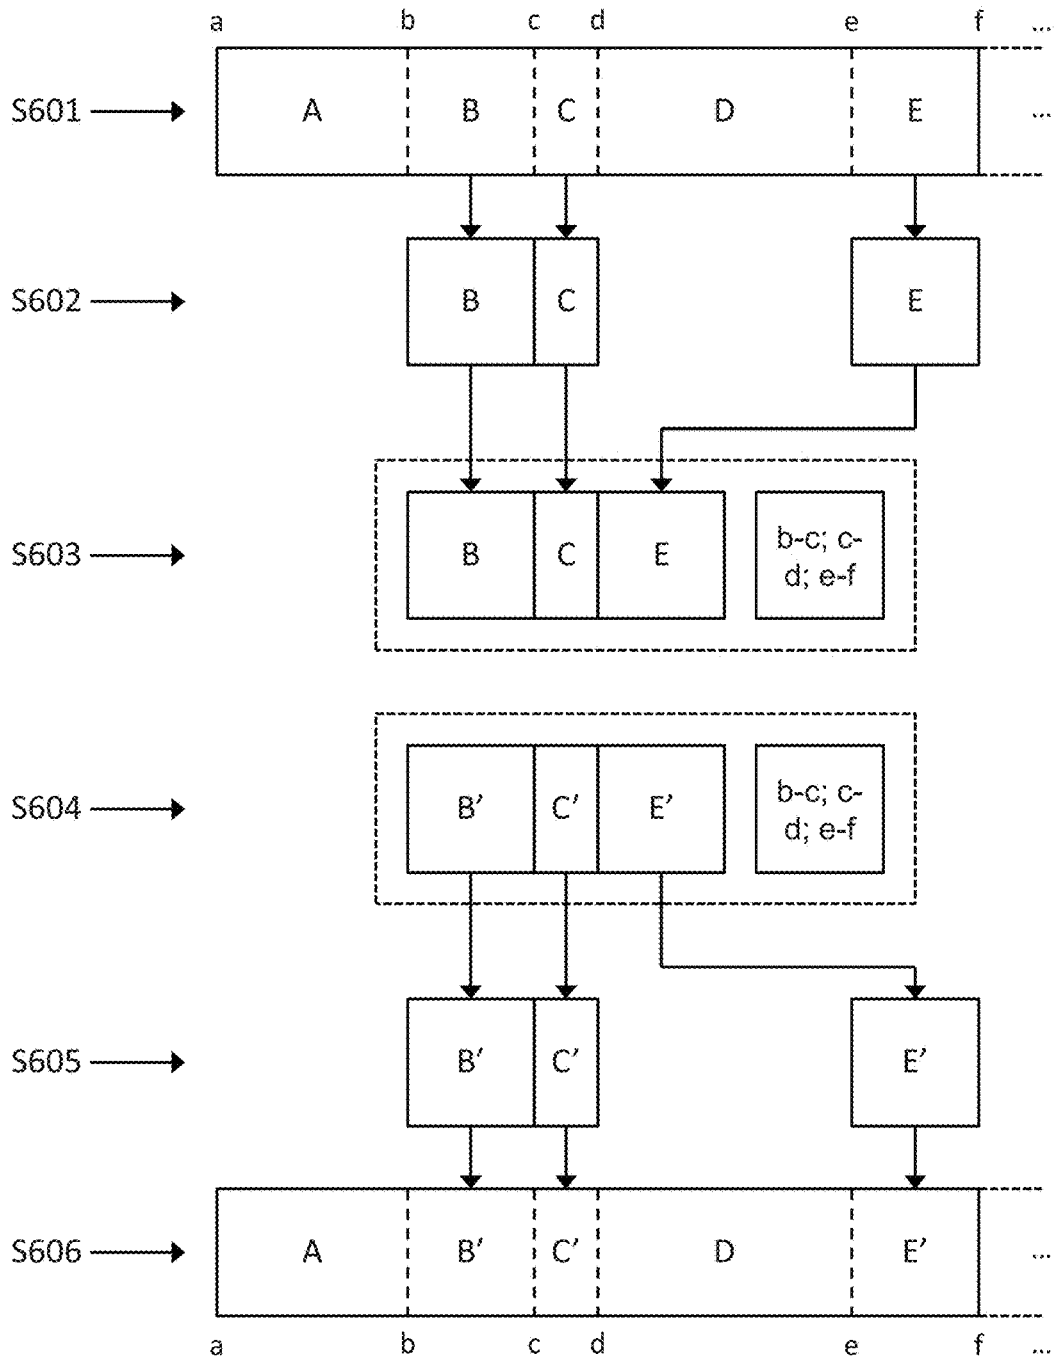 a b c d e f ...
S601 A B C D E ...
S602 B C E
b-c; c-
S603 B C E
d; e-f
b-c; c-
S604 B' C' E'
d; e-f
S605 B' C' E'
S606 A B' C' D E' ...
a b c d e f ...